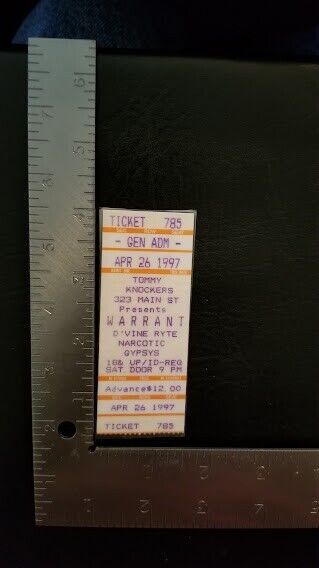 TICKET 785
- GEN ADM -
APR 26 1997
TOMMY
KNOCKERS
323 MAIN ST
Presents
WARRANT
D'VINE RYTE
NARCOTIC
GYPSYS
18& UP/ID-REQ
SAT DOOR 9 PM
Advance$12.00
APR 26 1997
TICKET 785